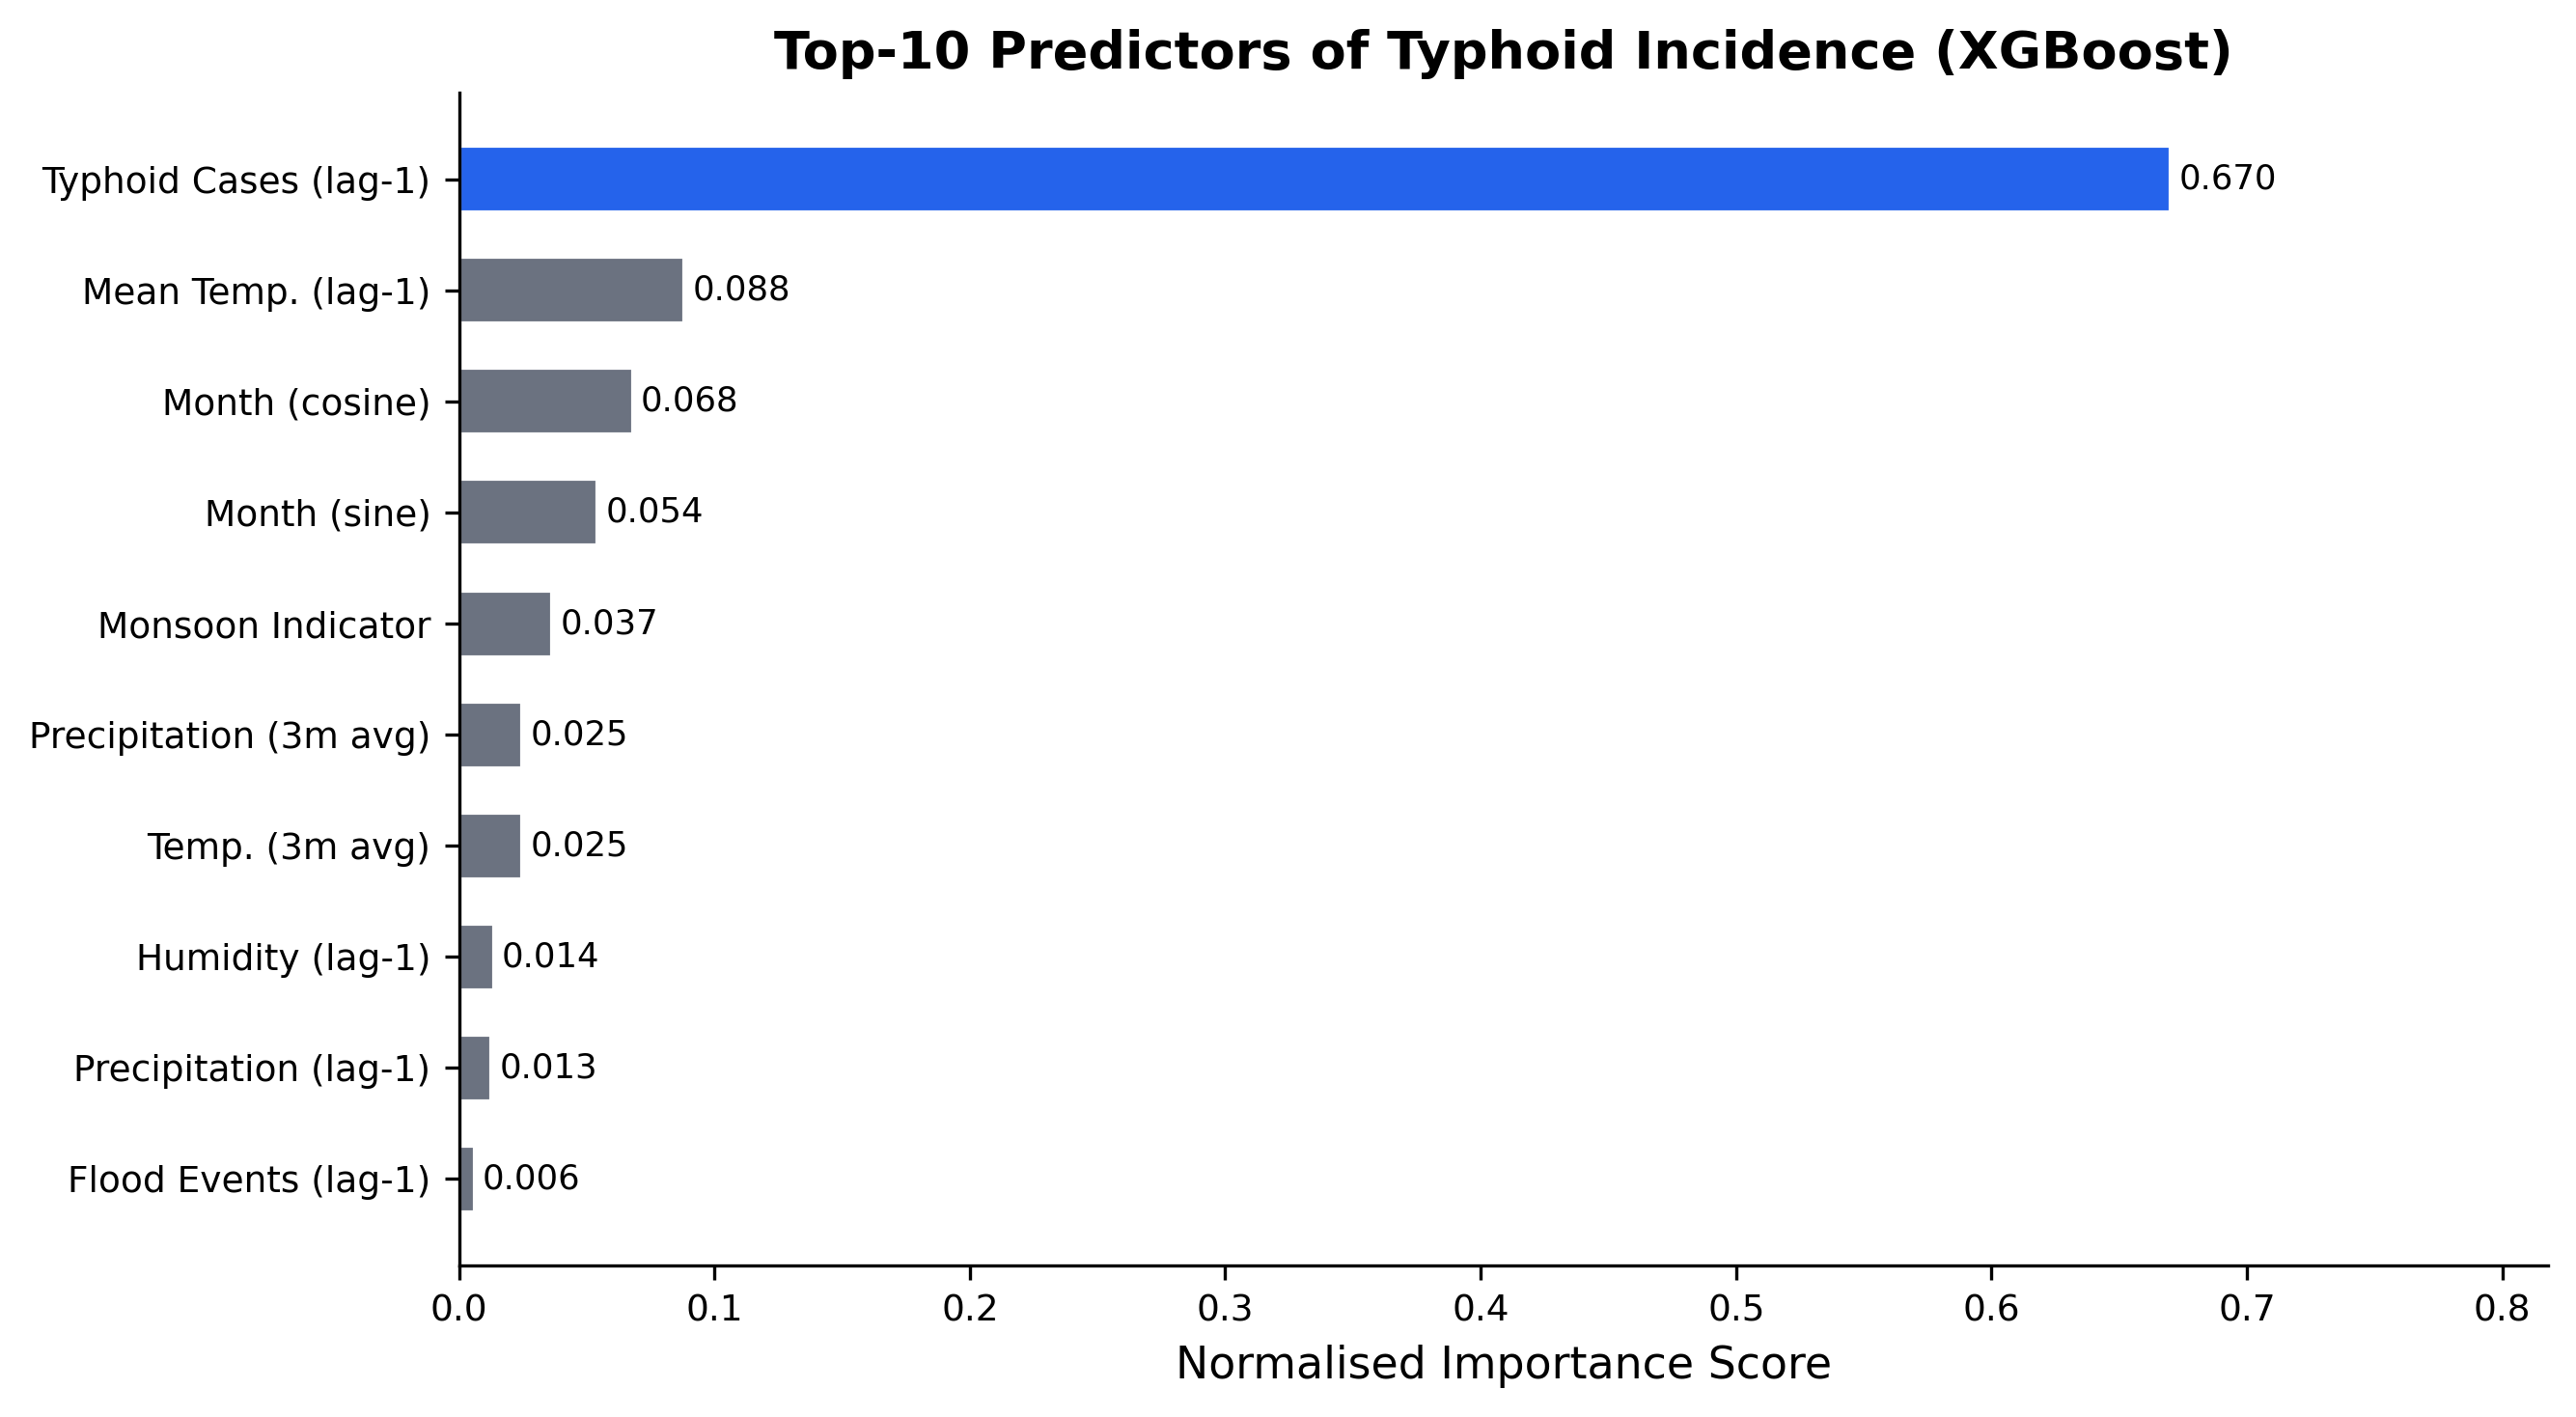 Top-10 Predictors of Typhoid Incidence (XGBoost)
Typhoid Cases (lag-1) 0.670
Mean Temp. (lag-1) 0.088
Month (cosine) 0.068
Month (sine) 0.054
Monsoon Indicator 0.037
Precipitation (3m avg) 0.025
Temp. (3m avg) 0.025
Humidity (lag-1) 0.014
Precipitation (lag-1) 0.013
Flood Events (lag-1) 0.006
0.0 0.1 0.2 0.3 0.4 0.5 0.6 0.7 0.8
Normalised Importance Score